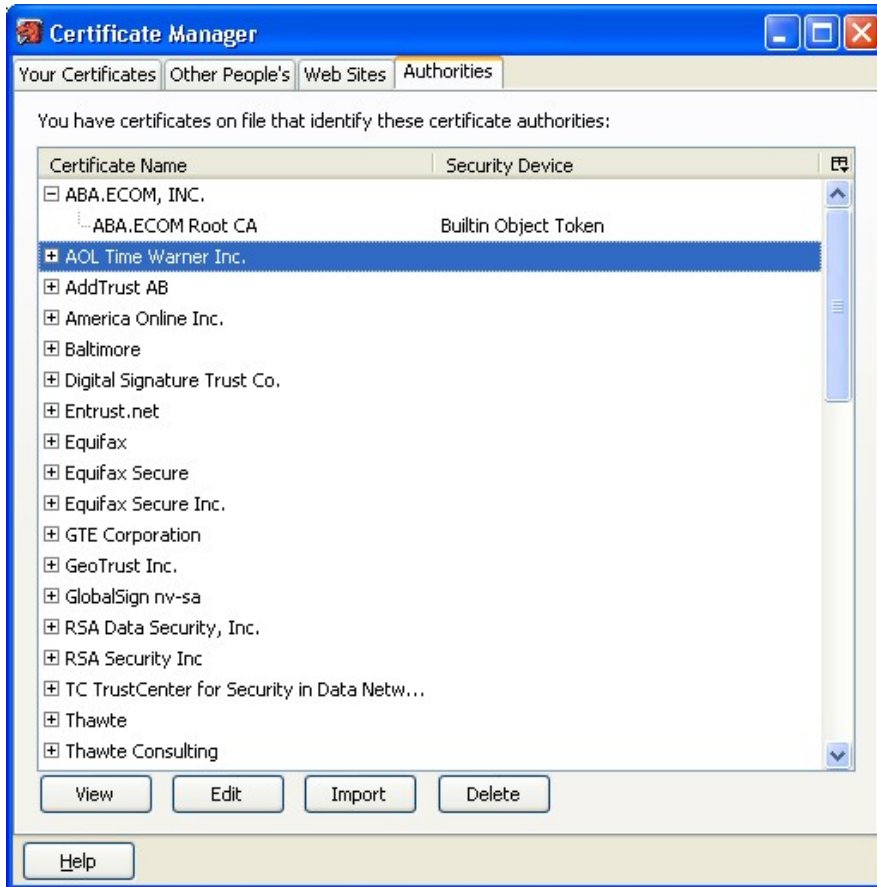 Certificate Manager
Your Certificates Other People's Web Sites Authorities
You have certificates on file that identify these certificate authorities:
Certificate Name Security Device
ABA.ECOM, INC.
ABA.ECOM Root CA Builtin Object Token
AOL Time Warner Inc.
AddTrust AB
America Online Inc.
Baltimore
Digital Signature Trust Co.
Entrust.net
Equifax
Equifax Secure
Equifax Secure Inc.
GTE Corporation
GeoTrust Inc.
GlobalSign nv-sa
RSA Data Security, Inc.
RSA Security Inc
TC TrustCenter for Security in Data Netw...
Thawte
Thawte Consulting
View Edit Import Delete
Help